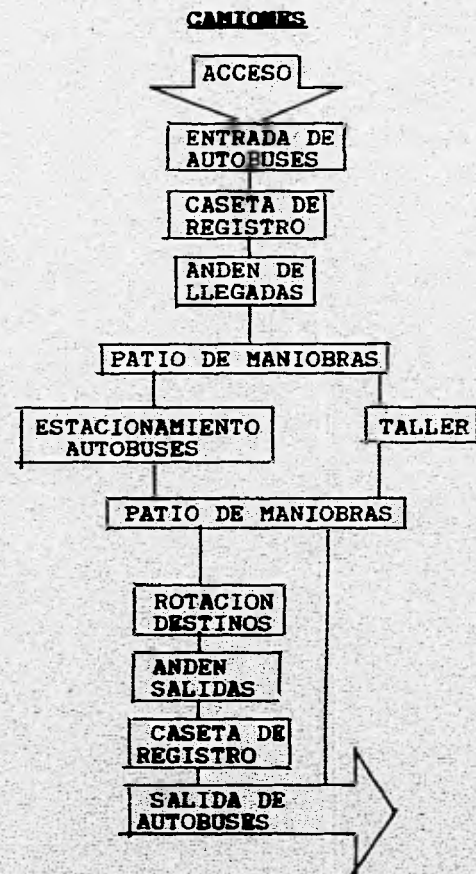 CAMIONES
ACCESO
ENTRADA DE
AUTOBUSES
CASETA DE
REGISTRO
ANDEN DE
LLEGADAS
PATIO DE MANIOBRAS
ESTACIONAMIENTO
AUTOBUSES
TALLER
PATIO DE MANIOBRAS
ROTACION
DESTINOS
ANDEN
SALIDAS
CASETA DE
REGISTRO
SALIDA DE
AUTOBUSES